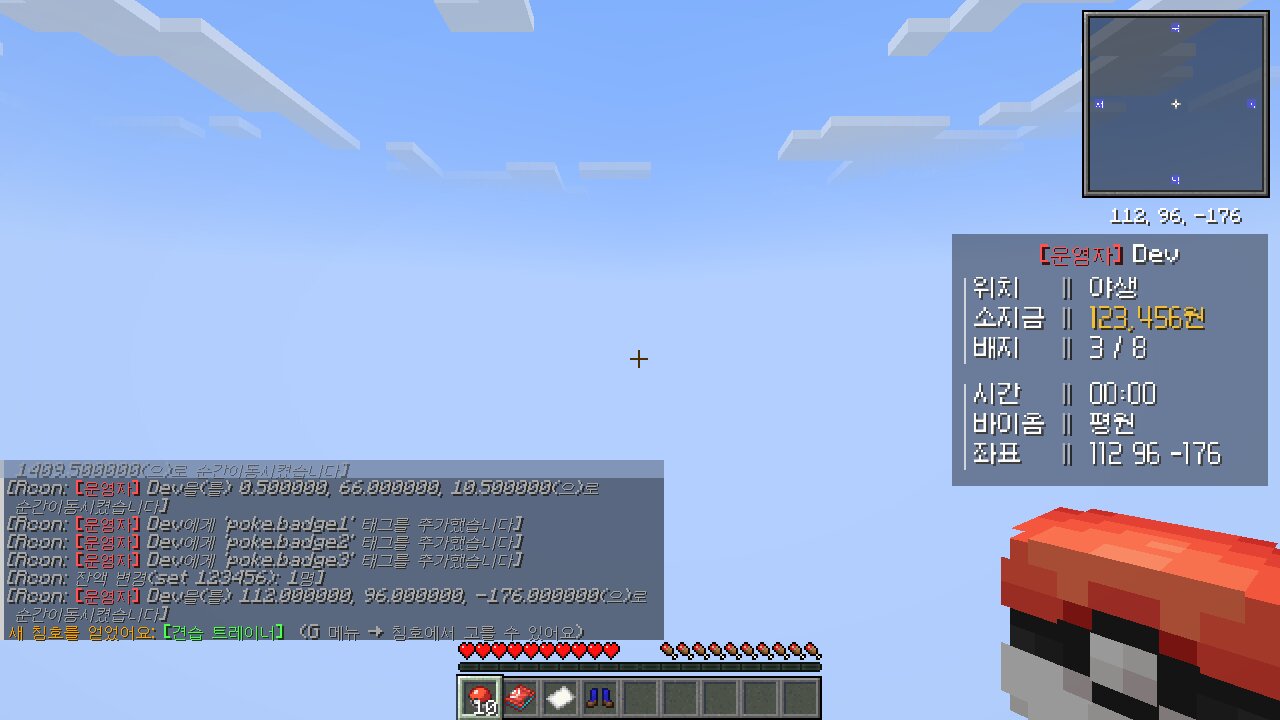 112, 96, -176
[운영자] Dev
위치 || 야생
소지금 || 123,456원
배지 || 3 / 8
시간 || 00:00
바이옴 || 평원
좌표 || 112 96 -176
1409.500000(으)로 순간이동시켰습니다]
[Rcon: [운영자] Dev을(를) 0.500000, 66.000000, 10.500000(으)로
순간이동시켰습니다]
[Rcon: [운영자] Dev에게 'poke.badge1' 태그를 추가했습니다]
[Rcon: [운영자] Dev에게 'poke.badge2' 태그를 추가했습니다]
[Rcon: [운영자] Dev에게 'poke.badge3' 태그를 추가했습니다]
[Rcon: 잔액 변경(set 123456): 1명]
[Rcon: [운영자] Dev을(를) 112.000000, 96.000000, -176.000000(으)로
순간이동시켰습니다]
새 칭호를 얻었어요: [견습 트레이너] (G 메뉴 → 칭호에서 고를 수 있어요)
10